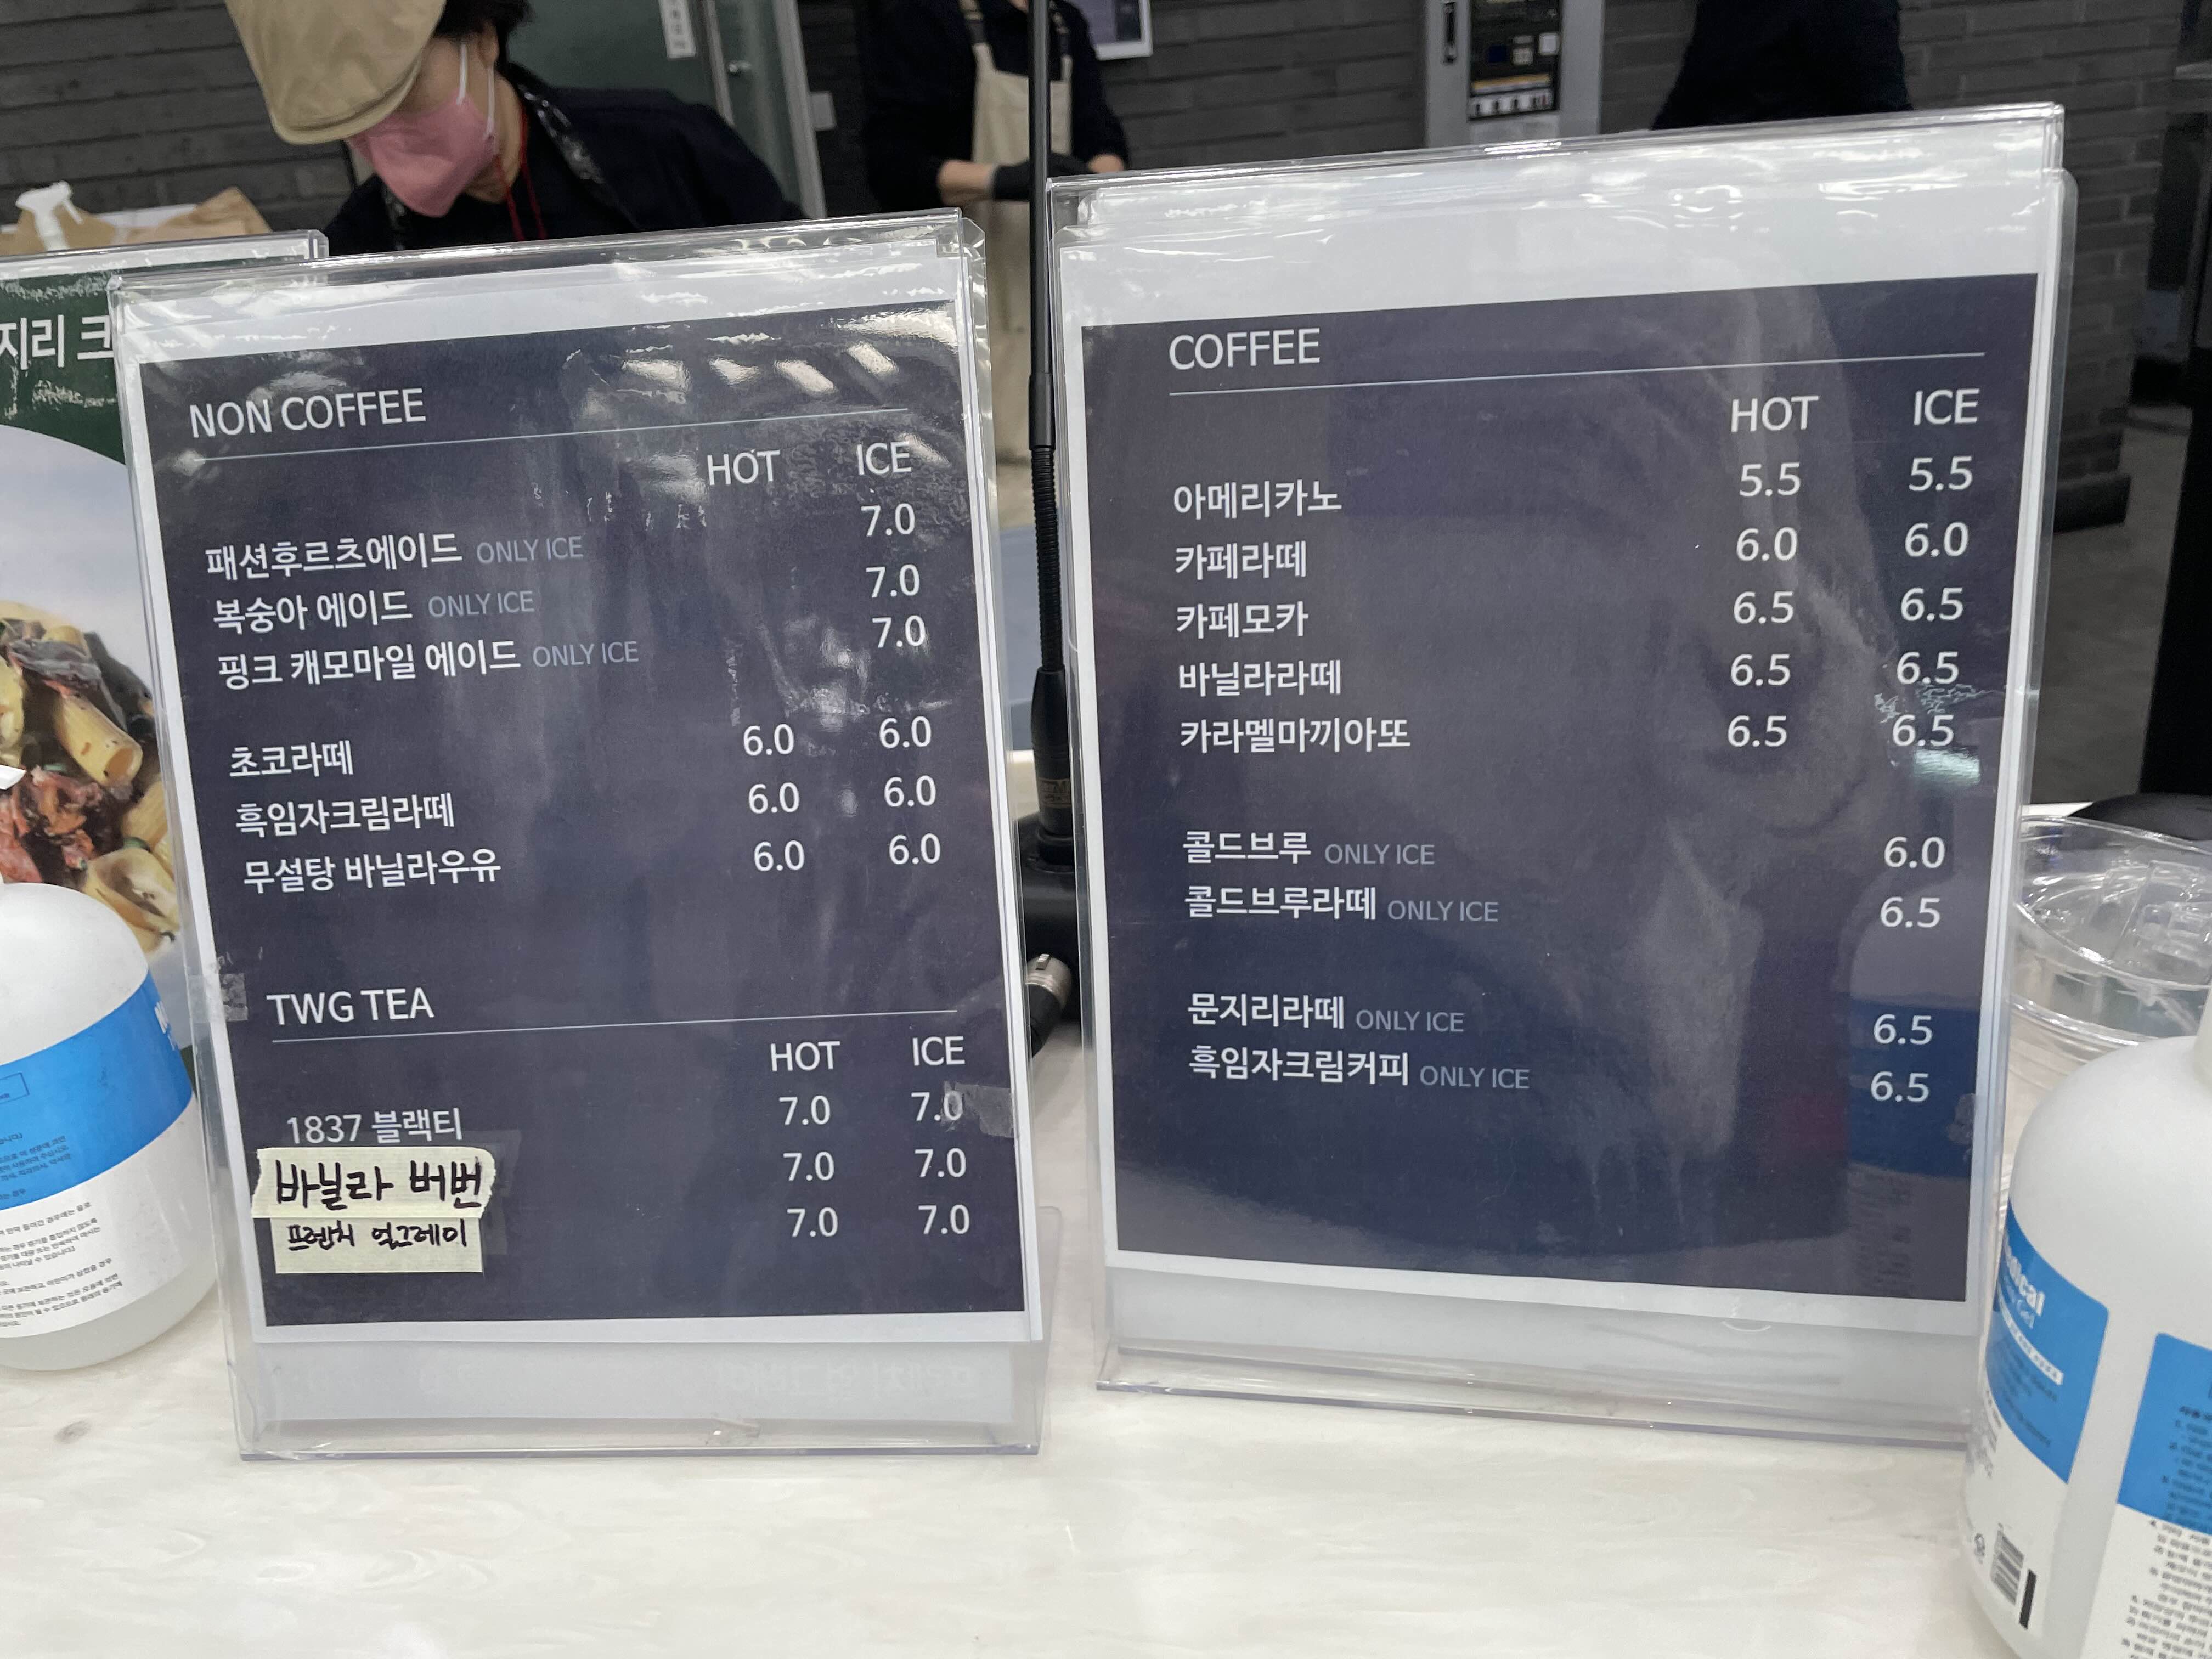 지리 크
NON COFFEE
HOT ICE
패션후르츠에이드 ONLY ICE 7.0
복숭아 에이드 ONLY ICE 7.0
핑크 캐모마일 에이드 ONLY ICE 7.0
초코라떼 6.0 6.0
흑임자크림라떼 6.0 6.0
무설탕 바닐라우유 6.0 6.0
TWG TEA
HOT ICE
1837 블랙티 7.0 7.0
바닐라 버번 7.0 7.0
프렌치 얼그레이 7.0 7.0
COFFEE
HOT ICE
아메리카노 5.5 5.5
카페라떼 6.0 6.0
카페모카 6.5 6.5
바닐라라떼 6.5 6.5
카라멜마끼아또 6.5 6.5
콜드브루 ONLY ICE 6.0
콜드브루라떼 ONLY ICE 6.5
문지리라떼 ONLY ICE 6.5
흑임자크림커피 ONLY ICE 6.5